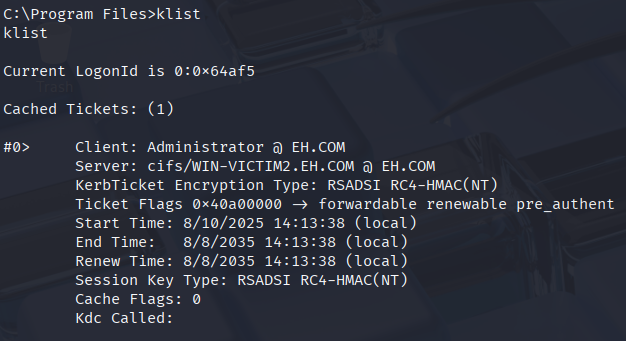 C:\Program Files>klist
klist
Current LogonId is 0:0×64af5
Trash
Cached Tickets: (1)
#0> Client: Administrator @ EH.COM
Server: cifs/WIN-VICTIM2.EH.COM @ EH.COM
KerbTicket Encryption Type: RSADSI RC4-HMAC(NT)
Ticket Flags 0×40a00000 → forwardable renewable pre_authent
Start Time: 8/10/2025 14:13:38 (local)
End Time: 8/8/2035 14:13:38 (local)
Renew Time: 8/8/2035 14:13:38 (local)
Session Key Type: RSADSI RC4-HMAC(NT)
Cache Flags: 0
Kdc Called: